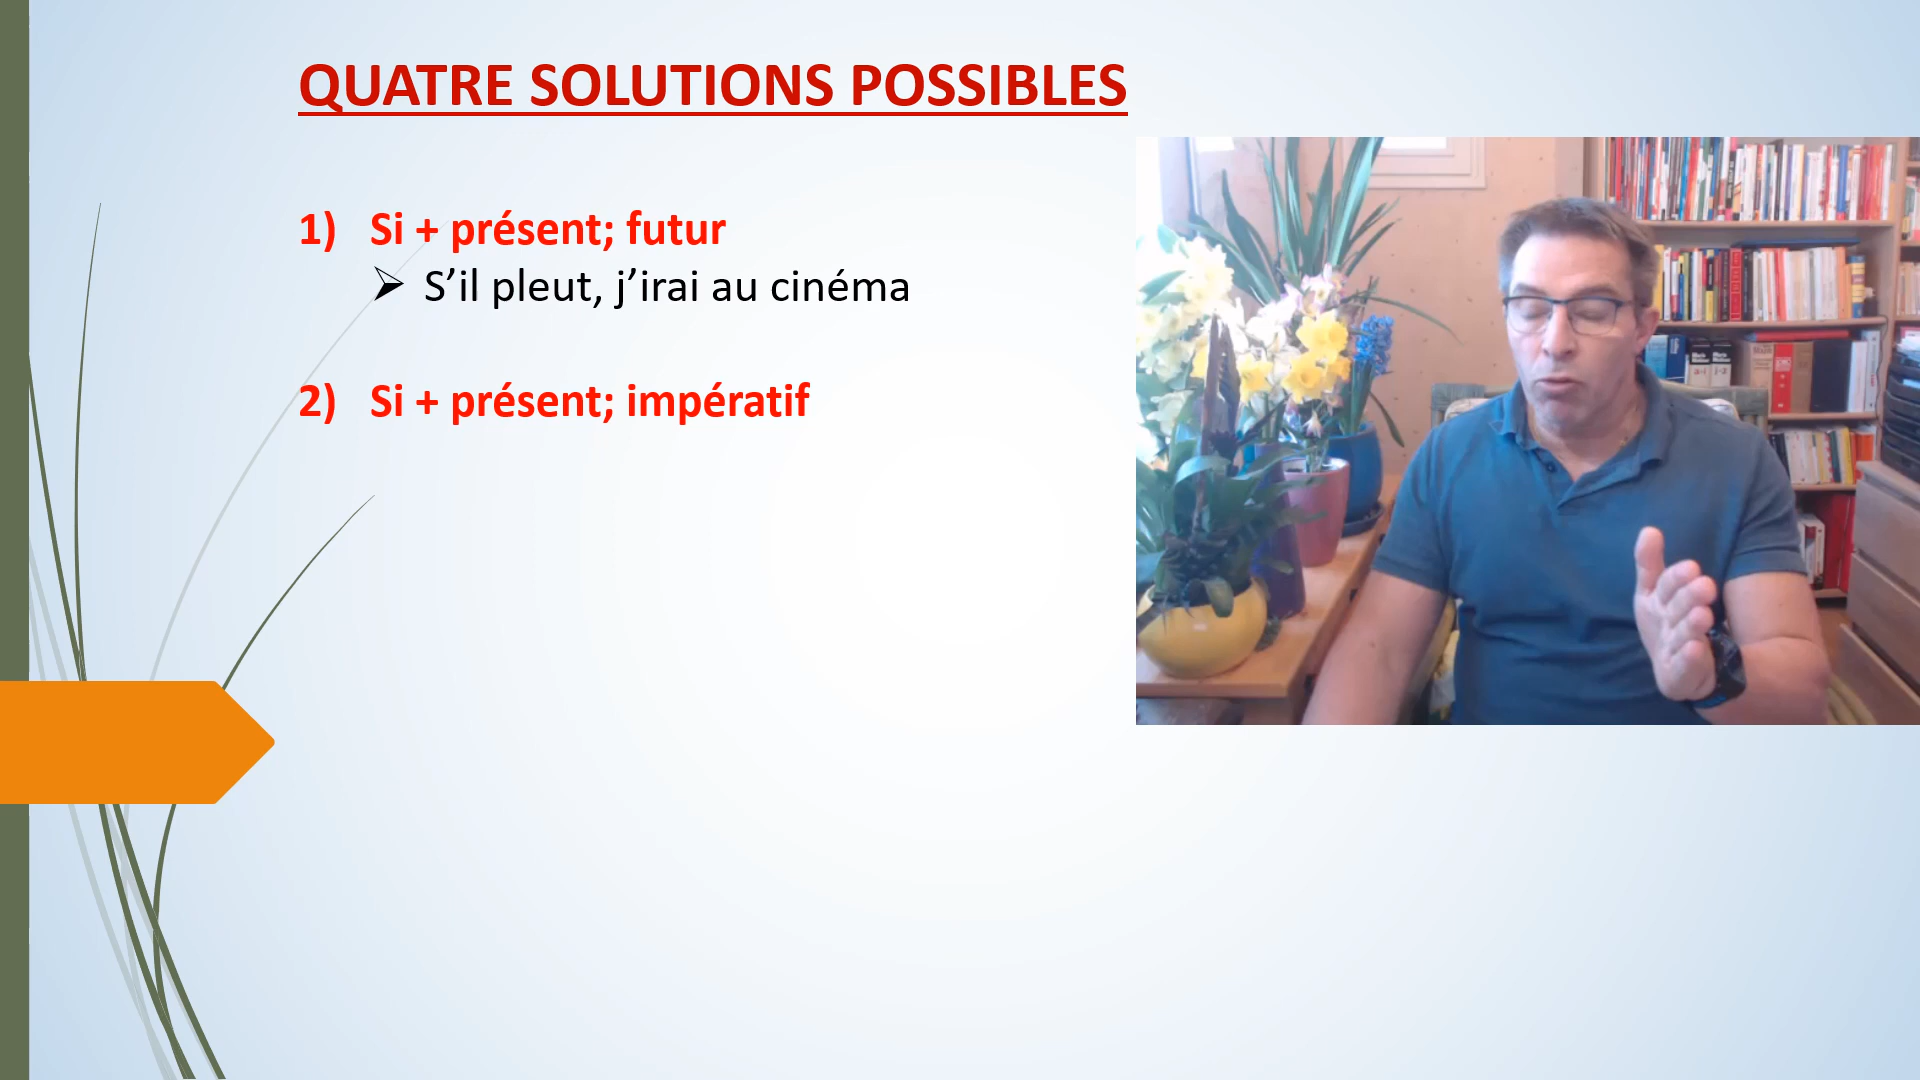 QUATRE SOLUTIONS POSSIBLES
1) Si + présent; futur
➢ S’il pleut, j’irai au cinéma
2) Si + présent; impératif